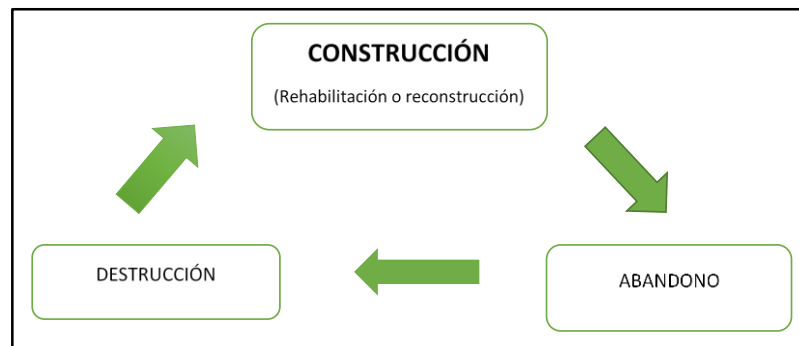 CONSTRUCCIÓN
(Rehabilitación o reconstrucción)
DESTRUCCIÓN
ABANDONO